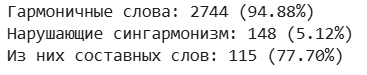 Гармоничные слова: 2744 (94.88%)
Нарушающие сингармонизм: 148 (5.12%)
Из них составных слов: 115 (77.70%)